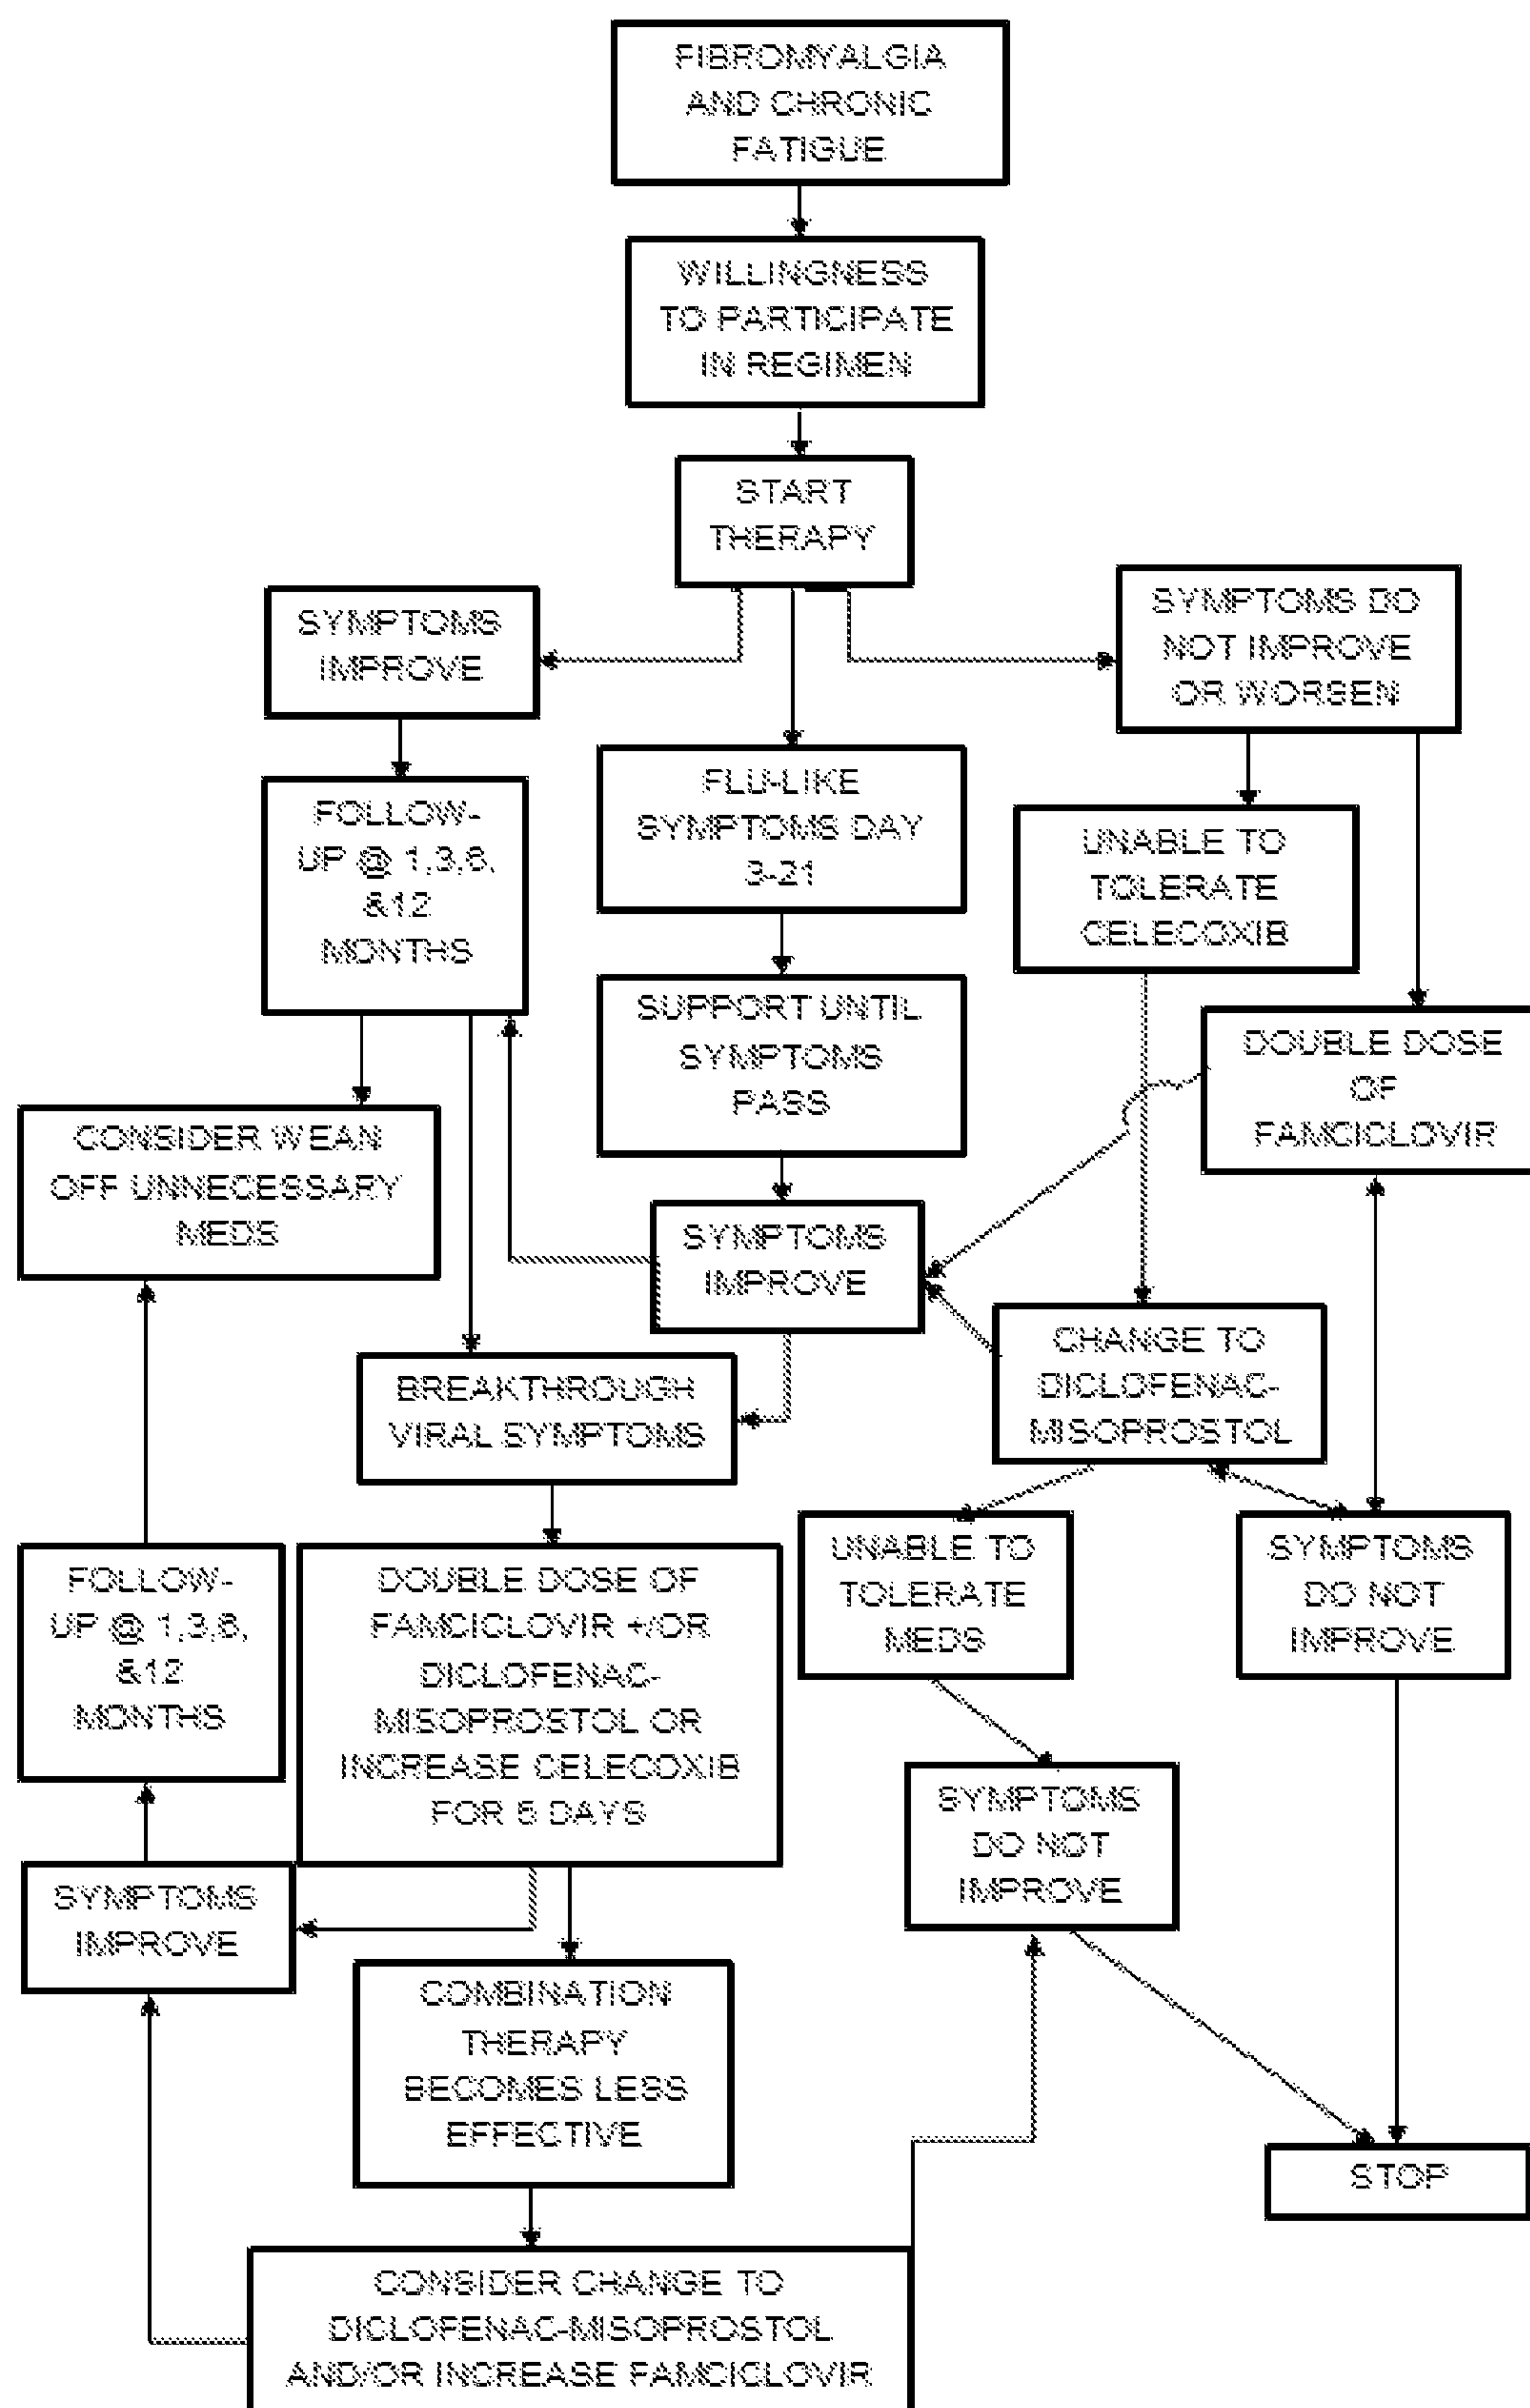 FIBROMYALGIA
AND CHRONIC
FATIGUE
WILLINGNESS
TO PARTICIPATE
IN REGIMEN
START
THERAPY
SYMPTOMS
IMPROVE
SYMPTOMS DO
NOT IMPROVE
OR WORSEN
FOLLOW-
UP @ 1,3,6,
&12
MONTHS
FLU-LIKE
SYMPTOMS DAY
3-21
UNABLE TO
TOLERATE
CELECOXIB
SUPPORT UNTIL
SYMPTOMS
PASS
DOUBLE DOSE
OF
FAMCICLOVIR
CONSIDER WEAN
OFF UNNECESSARY
MEDS
SYMPTOMS
IMPROVE
CHANGE TO
DICLOFENAC-
MISOPROSTOL
BREAKTHROUGH
VIRAL SYMPTOMS
UNABLE TO
TOLERATE
MEDS
SYMPTOMS
DO NOT
IMPROVE
FOLLOW-
UP @ 1,3,6,
&12
MONTHS
DOUBLE DOSE OF
FAMCICLOVIR +/OR
DICLOFENAC-
MISOPROSTOL OR
INCREASE CELECOXIB
FOR 5 DAYS
SYMPTOMS
DO NOT
IMPROVE
SYMPTOMS
IMPROVE
COMBINATION
THERAPY
BECOMES LESS
EFFECTIVE
STOP
CONSIDER CHANGE TO
DICLOFENAC-MISOPROSTOL
AND/OR INCREASE FAMCICLOVIR